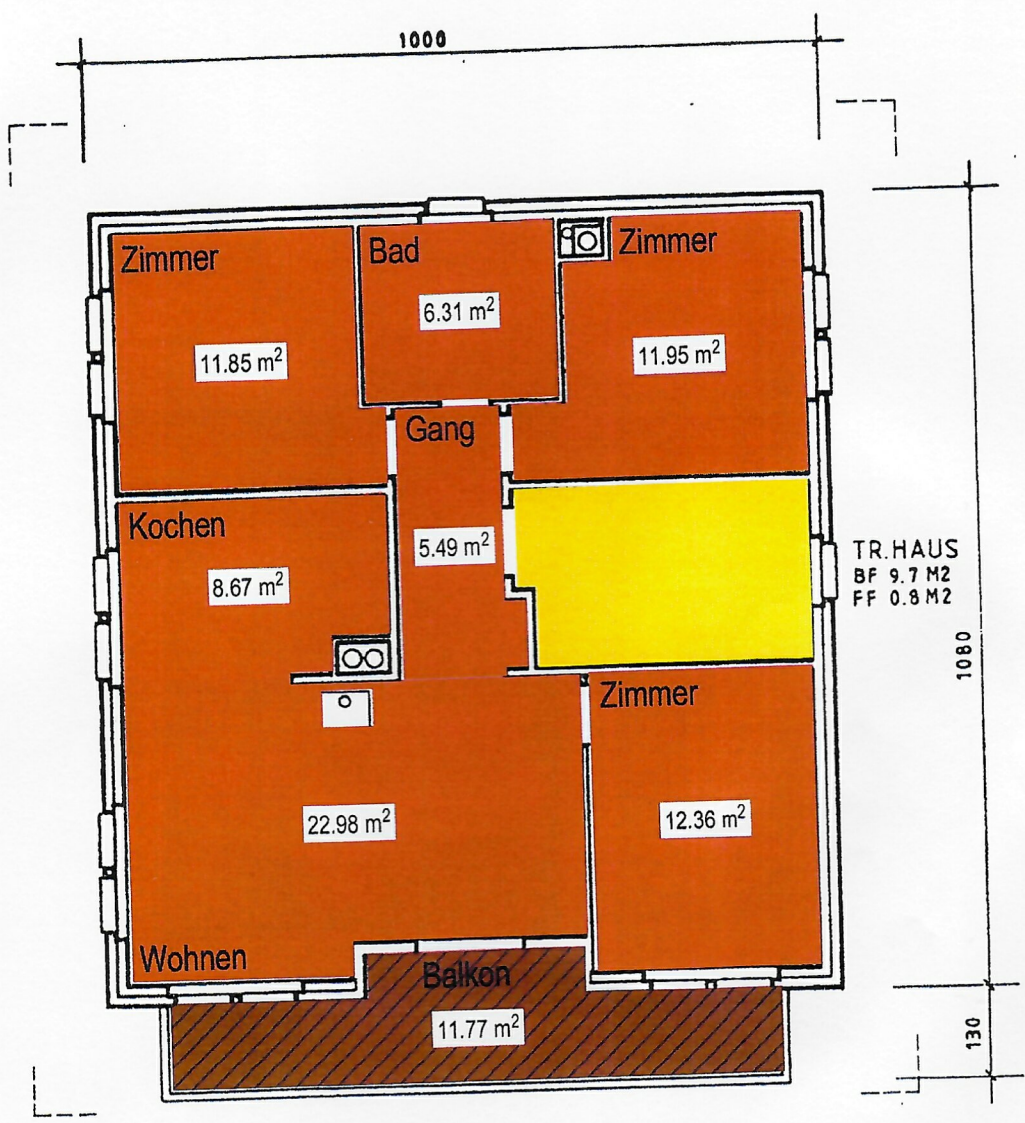 1000
Zimmer
11.85 m²
Bad
6.31 m²
Zimmer
11.95 m²
Gang
5.49 m²
Kochen
8.67 m²
TR.HAUS
BF 9.7 M2
FF 0.8 M2
1080
Zimmer
12.36 m²
22.98 m²
Wohnen
Balkon
11.77 m²
130